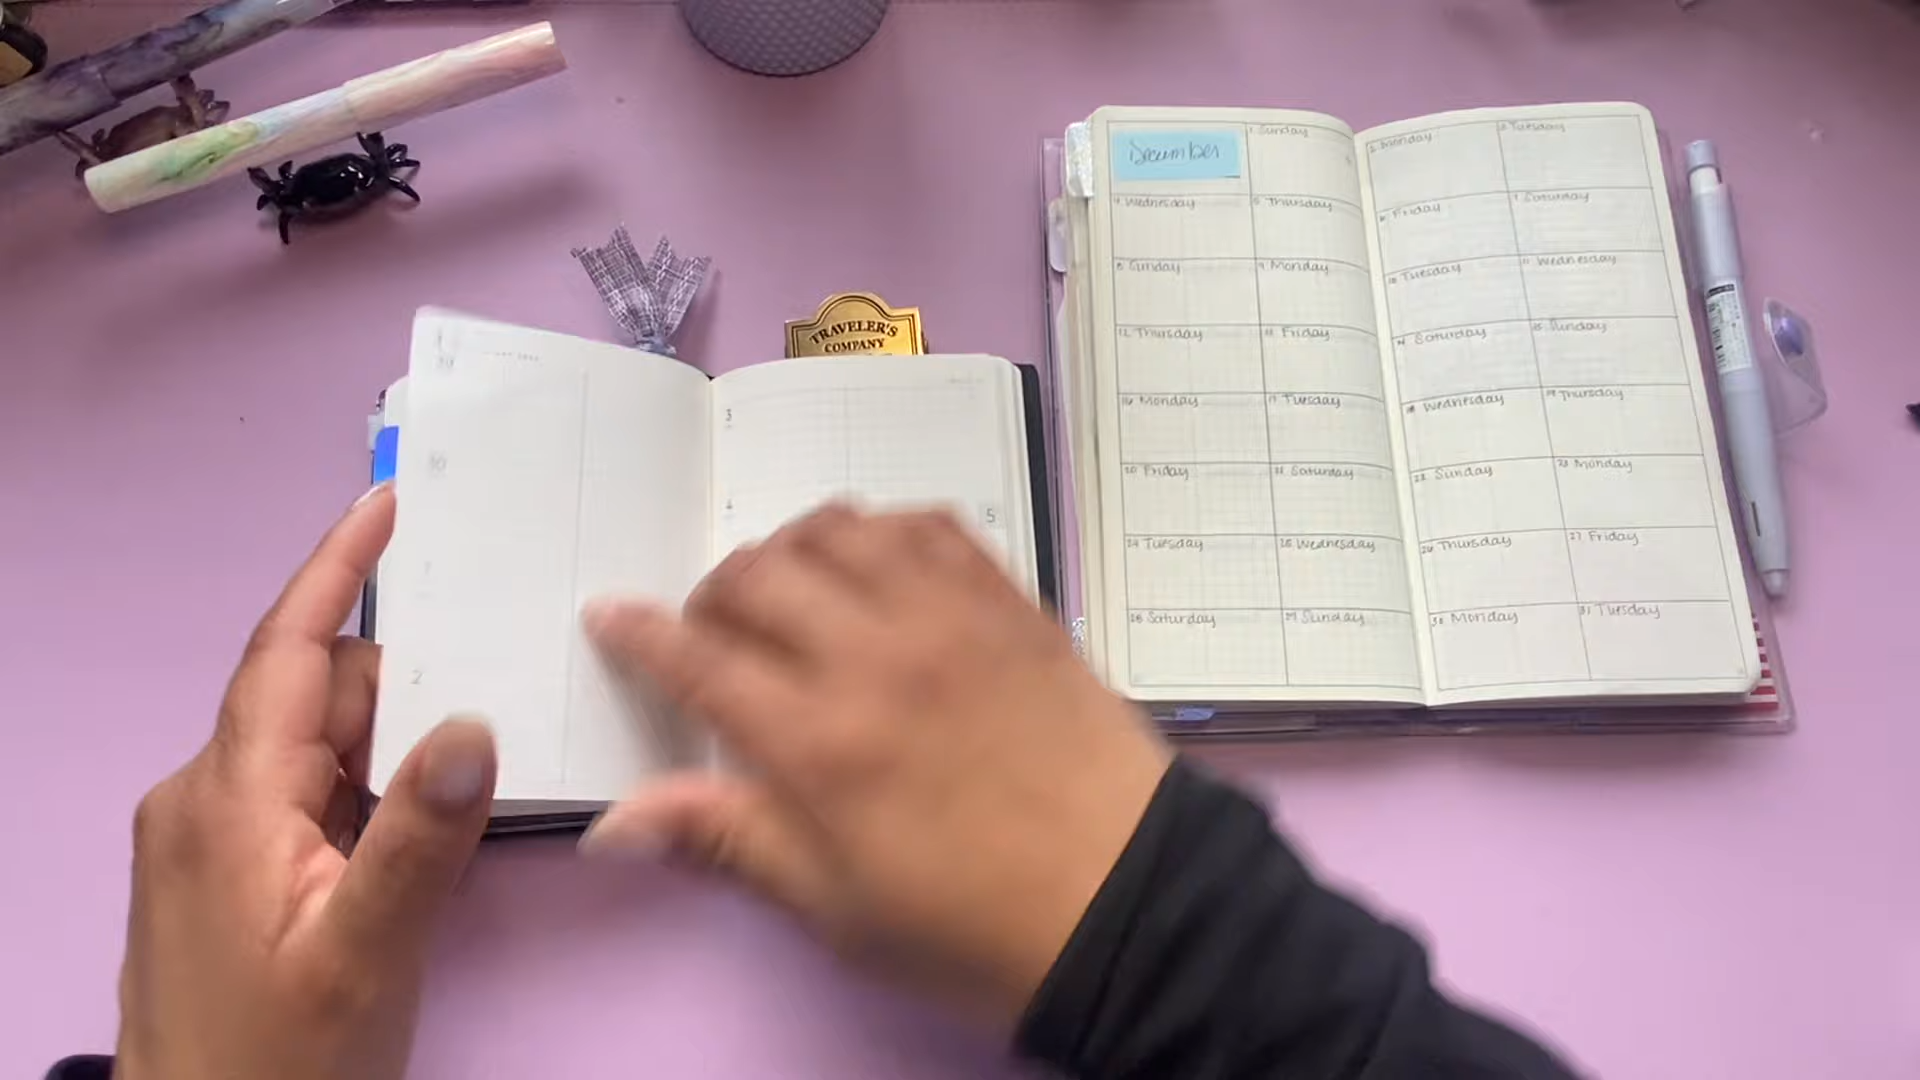 TRAVELER'S
COMPANY
3
4
5
2
December
1 Sunday
2 Monday
3 Tuesday
4 Wednesday
5 Thursday
6 Friday
7 Saturday
8 Sunday
9 Monday
10 Tuesday
11 Wednesday
12 Thursday
13 Friday
14 Saturday
15 Sunday
16 Monday
17 Tuesday
18 Wednesday
19 Thursday
20 Friday
21 Saturday
22 Sunday
23 Monday
24 Tuesday
25 Wednesday
26 Thursday
27 Friday
28 Saturday
29 Sunday
30 Monday
31 Tuesday